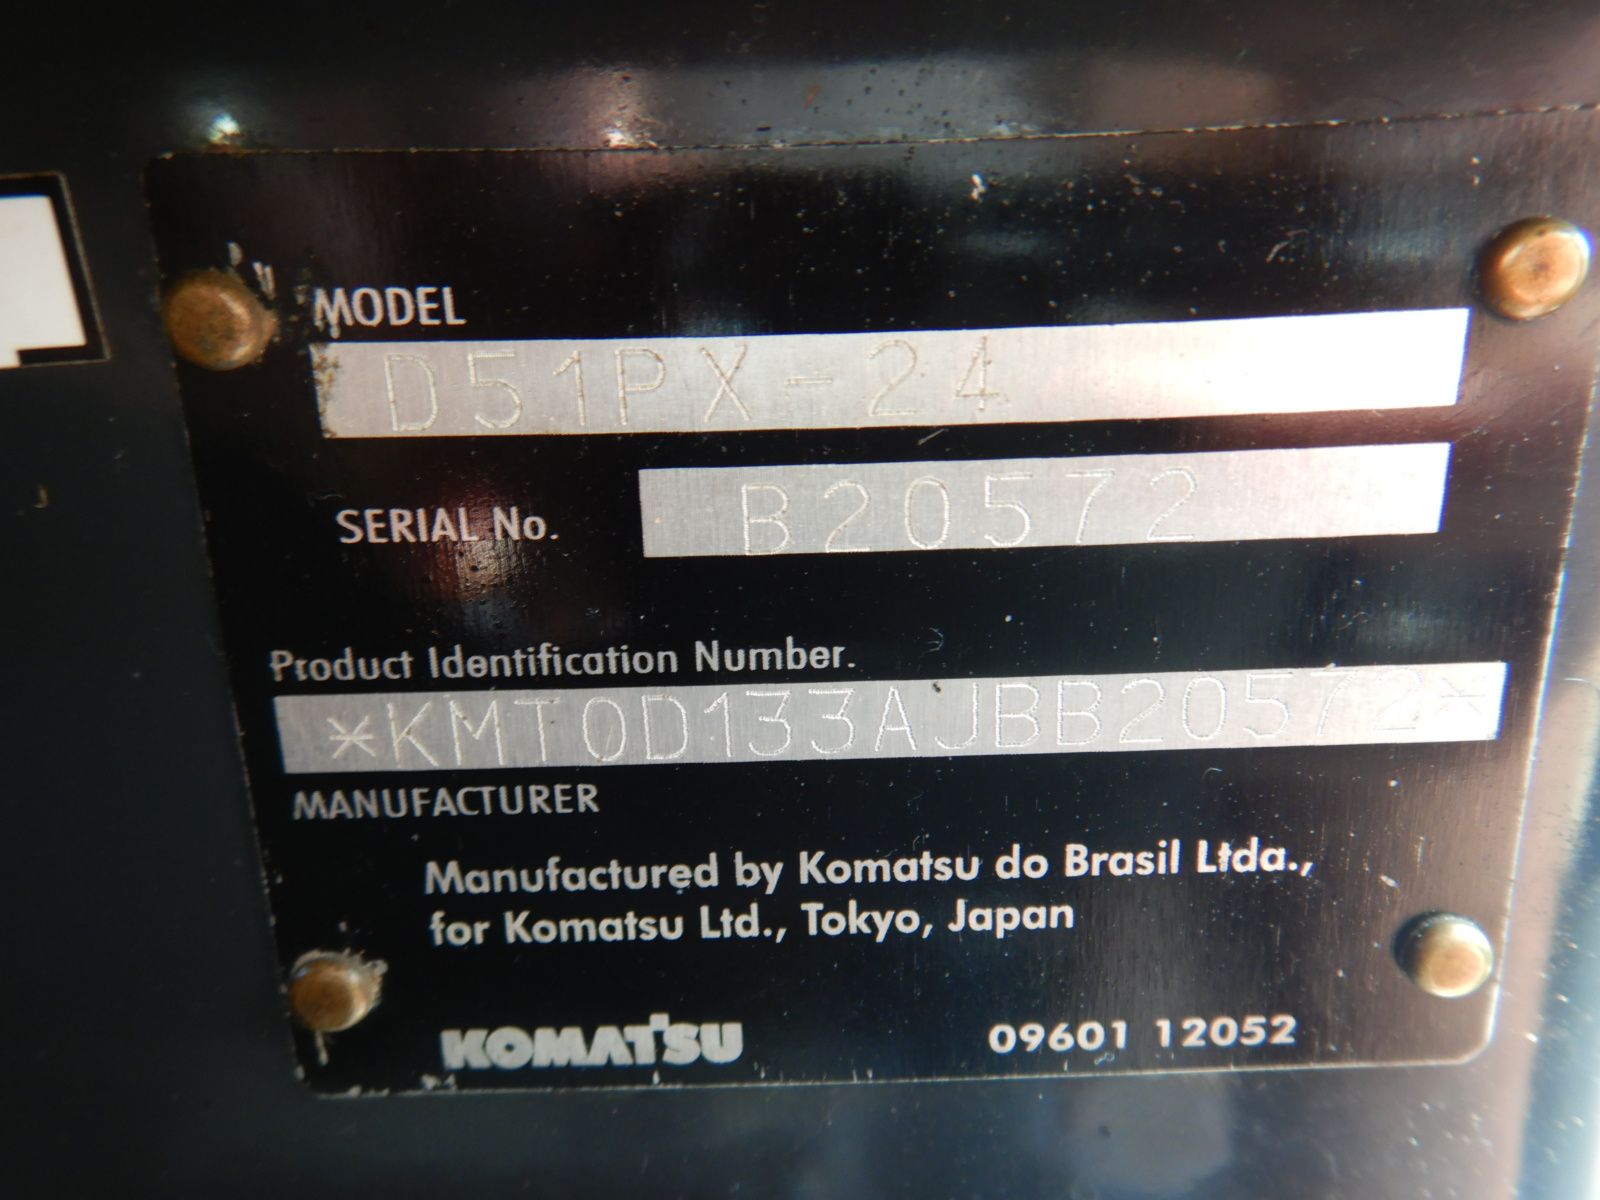 MODEL
D51PX-24
SERIAL No.
B20572
Product Identification Number.
*KMT0D133AJBB20572*
MANUFACTURER
Manufactured by Komatsu do Brasil Ltda.,
for Komatsu Ltd., Tokyo, Japan
KOMATSU
09601 12052